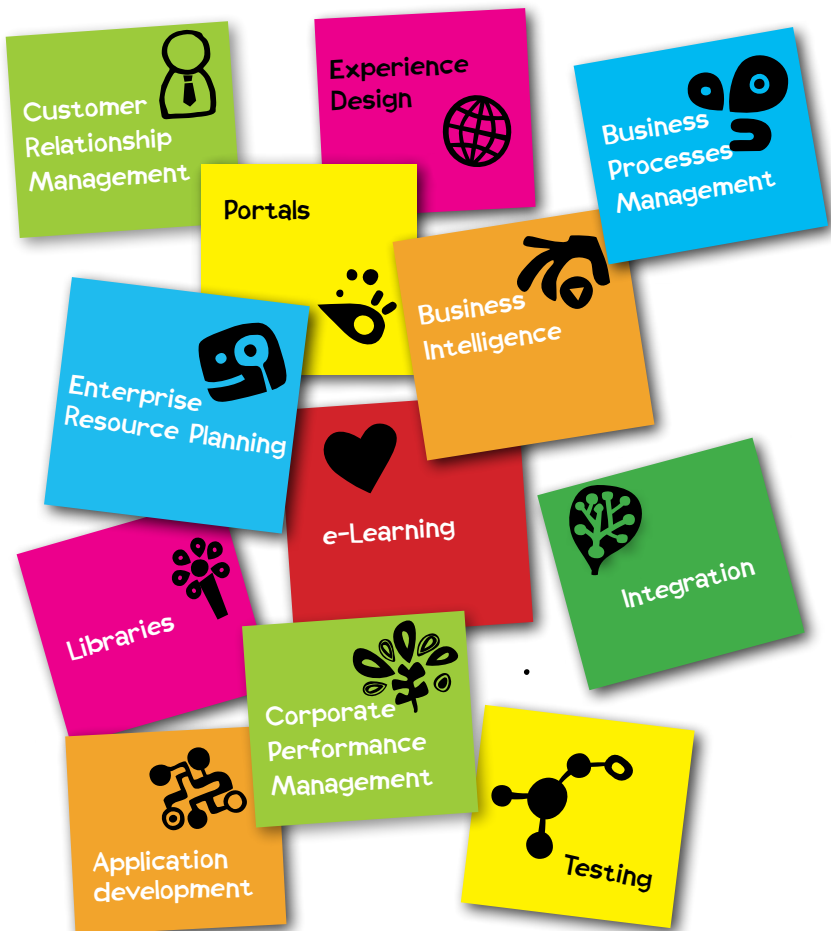 Customer
Relationship
Management
Experience
Design
Business
Processes
Management
Portals
Business
Intelligence
Enterprise
Resource Planning
e-Learning
Integration
Libraries
Corporate
Performance
Management
Application
development
Testing